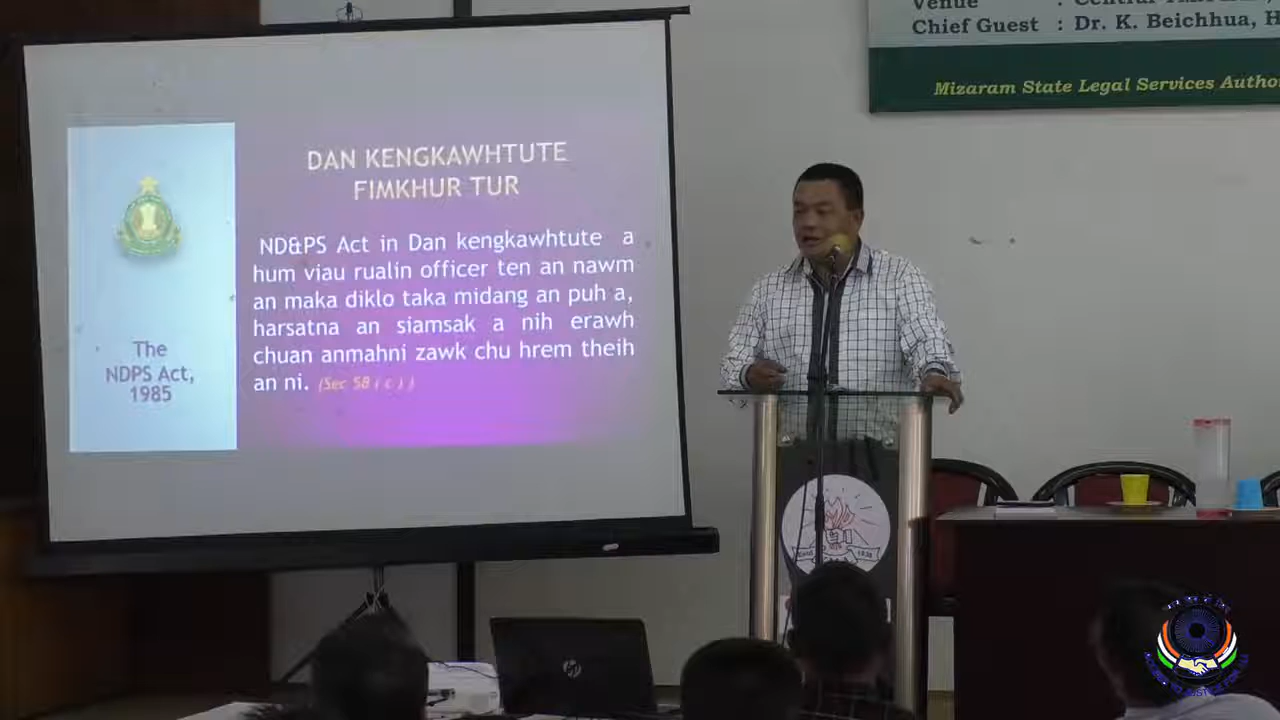 Venue :
Chief Guest : Dr. K. Beichhua, H
Mizaram State Legal Services Autho
DAN KENGKAWHTUTE
FIMKHUR TUR
ND&PS Act in Dan kengkawhtute a
hum viau rualin officer ten an nawm
an maka diklo taka midang an puh a,
harsatna an siamsak a nih erawh
chuan anmahni zawk chu hrem theih
an ni. (Sec 58 ( c ) )
The
NDPS Act,
1985
hp